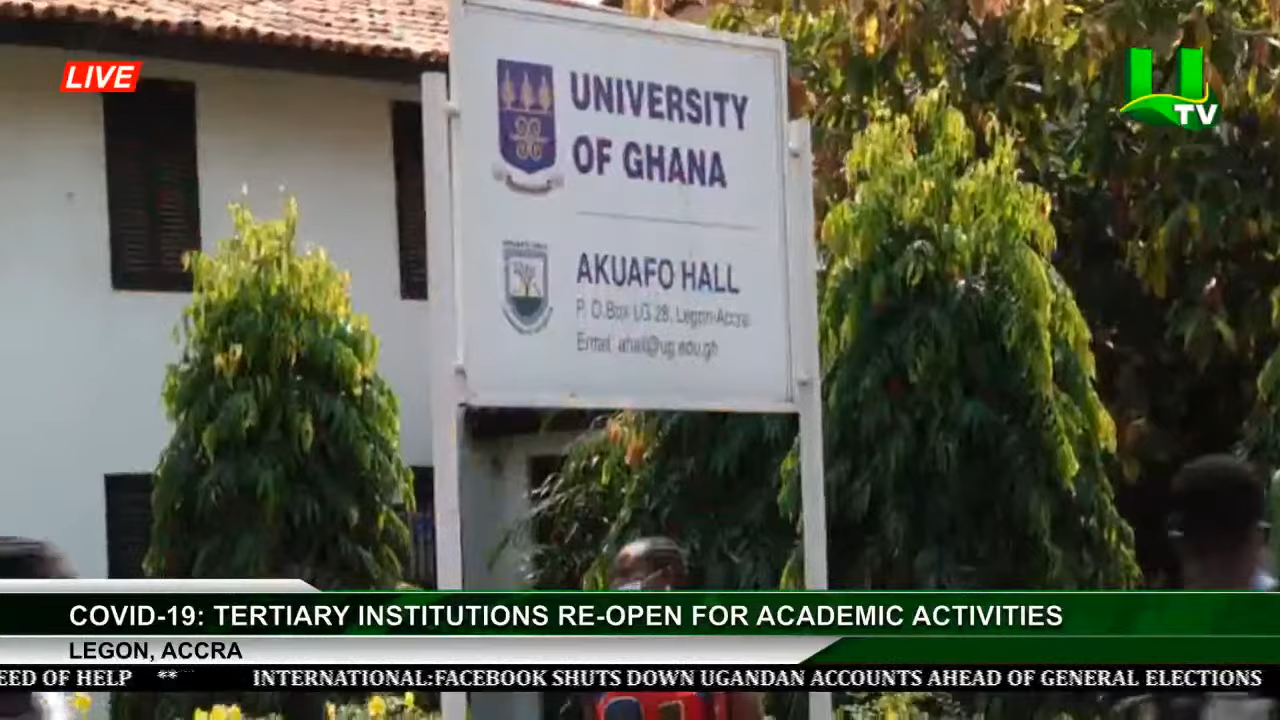 LIVE
U
TV
UNIVERSITY
OF GHANA
AKUAFO HALL
P. O.Box LG 28, Legon-Accra
Email: ahall@ug.edu.gh
COVID-19: TERTIARY INSTITUTIONS RE-OPEN FOR ACADEMIC ACTIVITIES
LEGON, ACCRA
EED OF HELP ** INTERNATIONAL:FACEBOOK SHUTS DOWN UGANDAN ACCOUNTS AHEAD OF GENERAL ELECTIONS